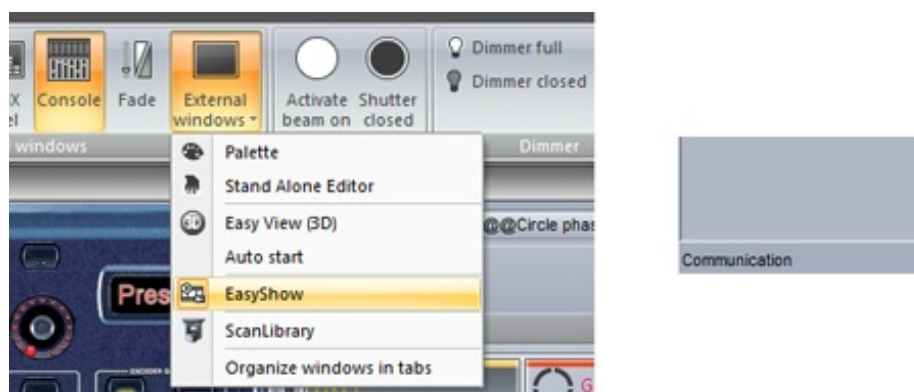 Console
Fade
External
windows
Activate
beam on
Shutter
closed
Dimmer full
Dimmer closed
windows
Dimmer
Palette
Stand Alone Editor
3D
Easy View (3D)
@@Circle phas
Auto start
Pres
EasyShow
ScanLibrary
Organize windows in tabs
Communication